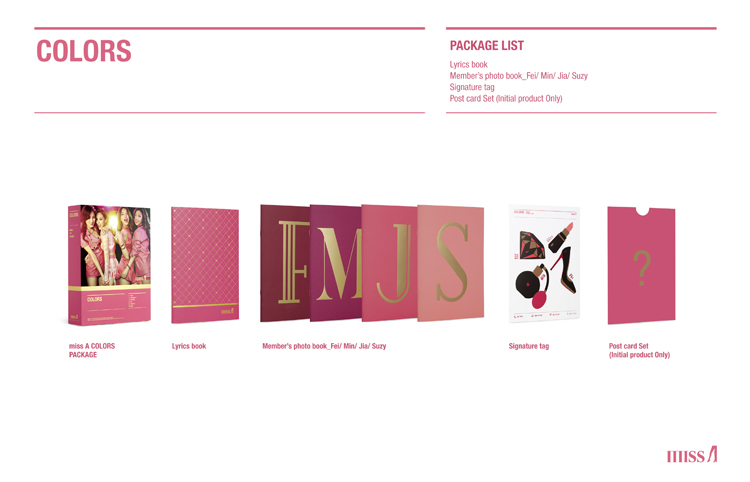 COLORS
PACKAGE LIST
Lyrics book
Member's photo book_Fei/ Min/ Jia/ Suzy
Signature tag
Post card Set (Initial product Only)
COLORS
F M J S
?
miss A COLORS
PACKAGE
Lyrics book
Member's photo book_Fei/ Min/ Jia/ Suzy
Signature tag
Post card Set
(Initial product Only)
miss A